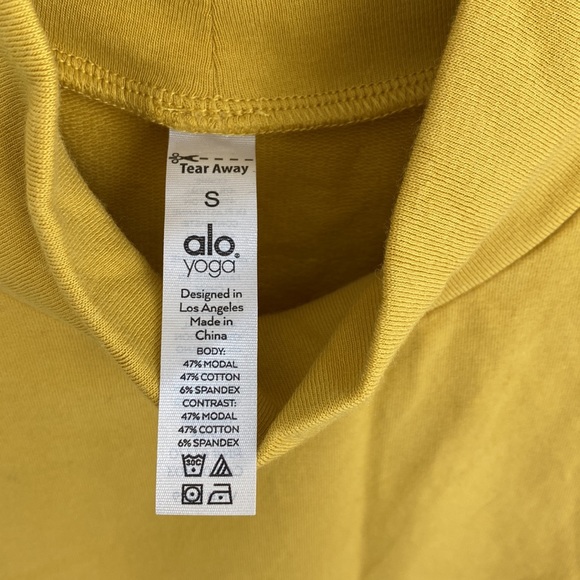 Tear Away
S
alo
yoga
Designed in
Los Angeles
Made in
China
BODY:
47% MODAL
47% COTTON
6% SPANDEX
CONTRAST:
47% MODAL
47% COTTON
6% SPANDEX
30C